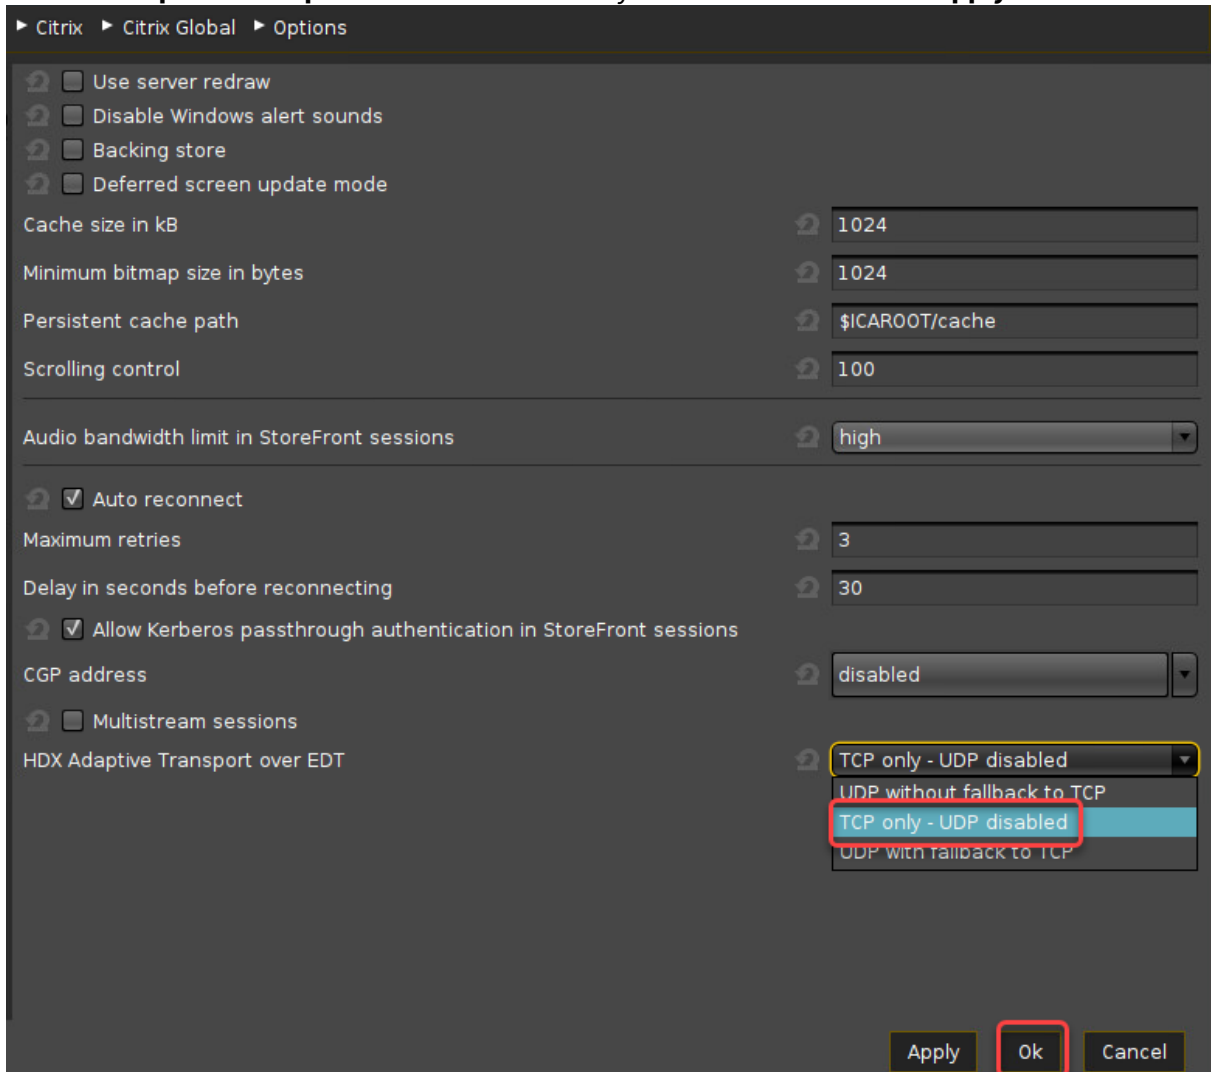 Citrix Citrix Global Options
Use server redraw
Disable Windows alert sounds
Backing store
Deferred screen update mode
Cache size in kB 1024
Minimum bitmap size in bytes 1024
Persistent cache path $ICAROOT/cache
Scrolling control 100
Audio bandwidth limit in StoreFront sessions high
Auto reconnect
Maximum retries 3
Delay in seconds before reconnecting 30
Allow Kerberos passthrough authentication in StoreFront sessions
CGP address disabled
Multistream sessions
HDX Adaptive Transport over EDT TCP only - UDP disabled
UDP without fallback to TCP
TCP only - UDP disabled
UDP with fallback to TCP
Apply Ok Cancel